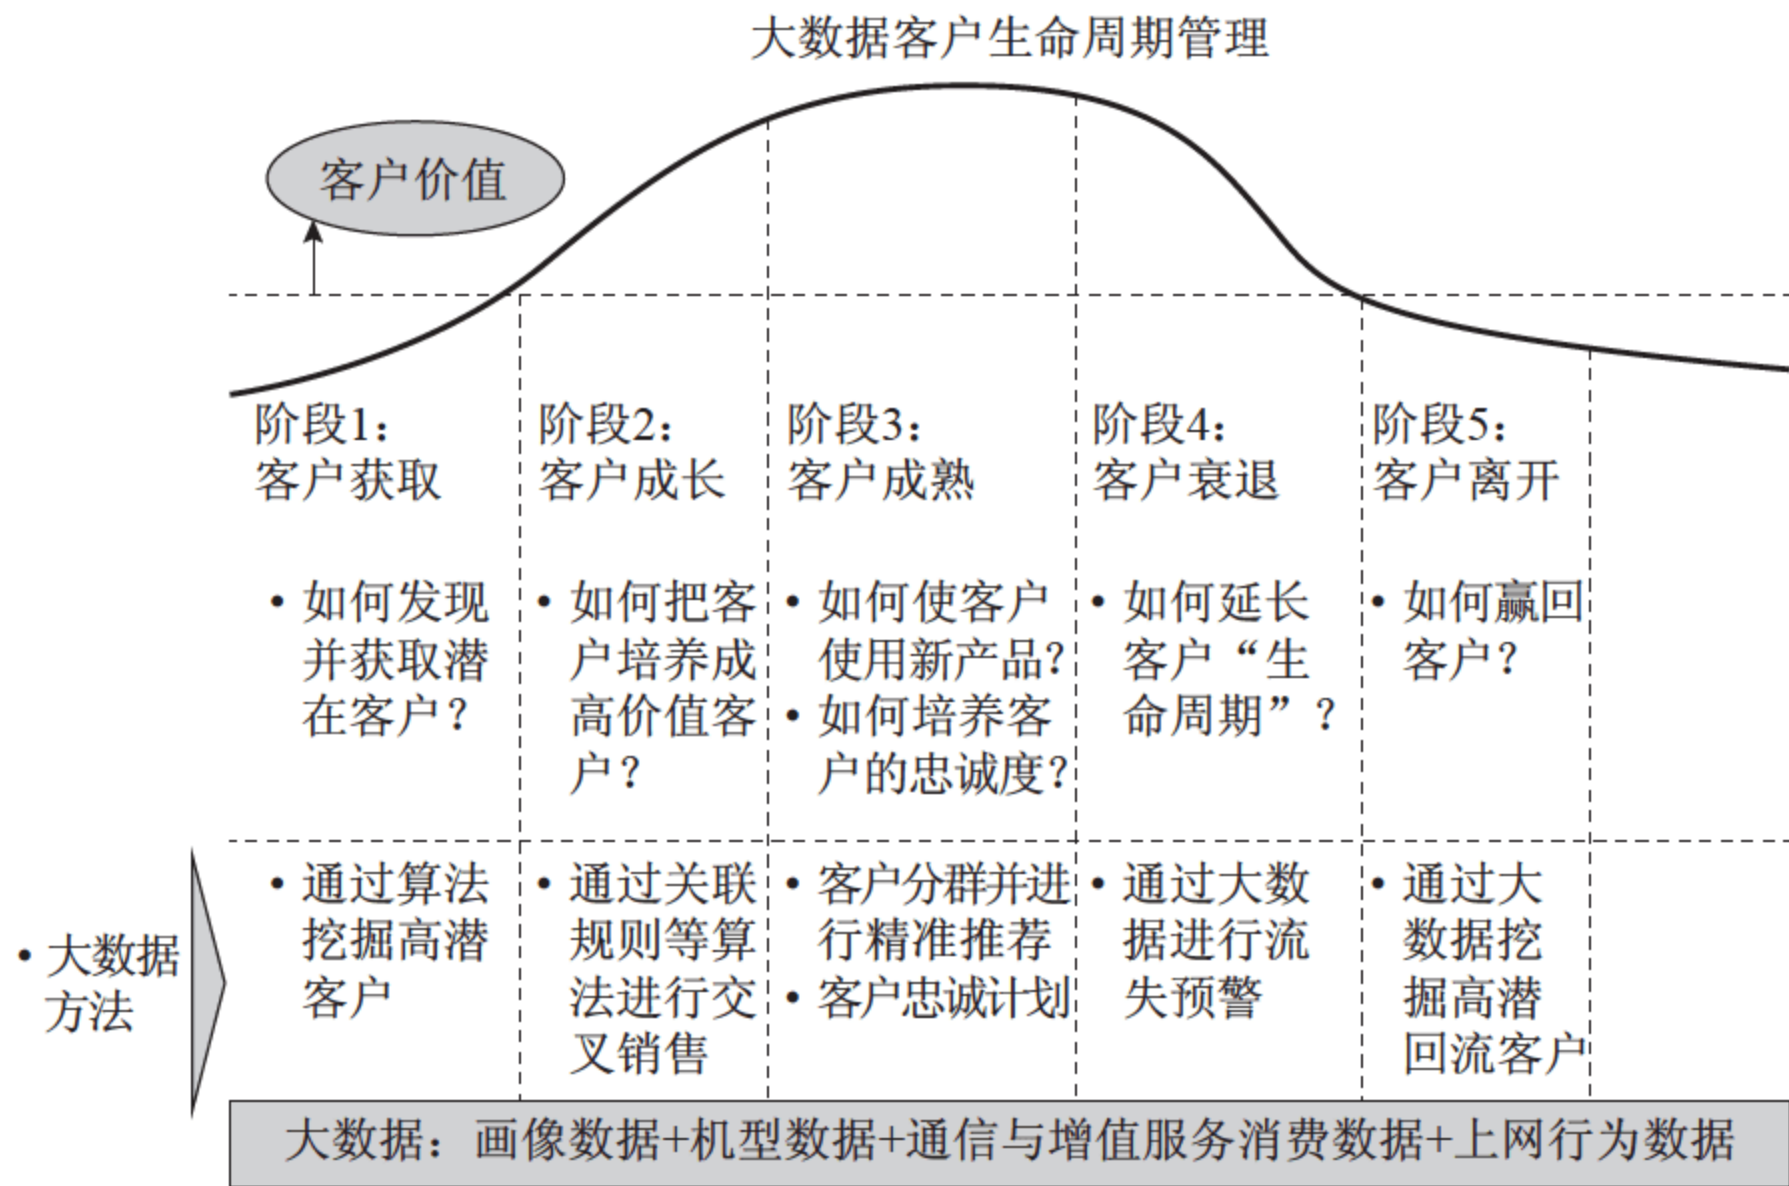 大数据客户生命周期管理
客户价值
阶段1：
客户获取
阶段2：
客户成长
阶段3：
客户成熟
阶段4：
客户衰退
阶段5：
客户离开
• 如何发现
并获取潜
在客户？
• 如何把客
户培养成
高价值客
户？
• 如何使客户
使用新产品？
• 如何培养客
户的忠诚度？
• 如何延长
客户“生
命周期”？
• 如何赢回
客户？
• 大数据
方法
• 通过算法
挖掘高潜
客户
• 通过关联
规则等算
法进行交
叉销售
• 客户分群并进
行精准推荐
• 客户忠诚计划
• 通过大数
据进行流
失预警
• 通过大
数据挖
掘高潜
回流客户
大数据：画像数据+机型数据+通信与增值服务消费数据+上网行为数据